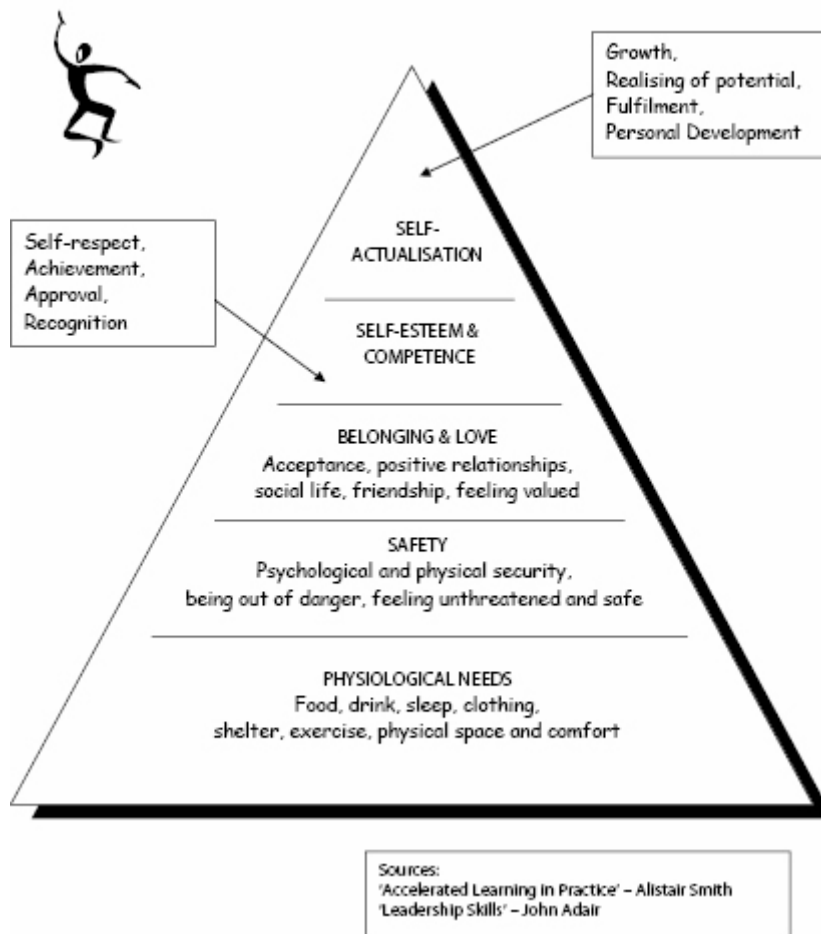 Growth,
Realising of potential,
Fulfilment,
Personal Development
Self-respect,
Achievement,
Approval,
Recognition
SELF-
ACTUALISATION
SELF-ESTEEM &
COMPETENCE
BELONGING & LOVE
Acceptance, positive relationships,
social life, friendship, feeling valued
SAFETY
Psychological and physical security,
being out of danger, feeling unthreatened and safe
PHYSIOLOGICAL NEEDS
Food, drink, sleep, clothing,
shelter, exercise, physical space and comfort
Sources:
'Accelerated Learning in Practice' – Alistair Smith
'Leadership Skills' – John Adair